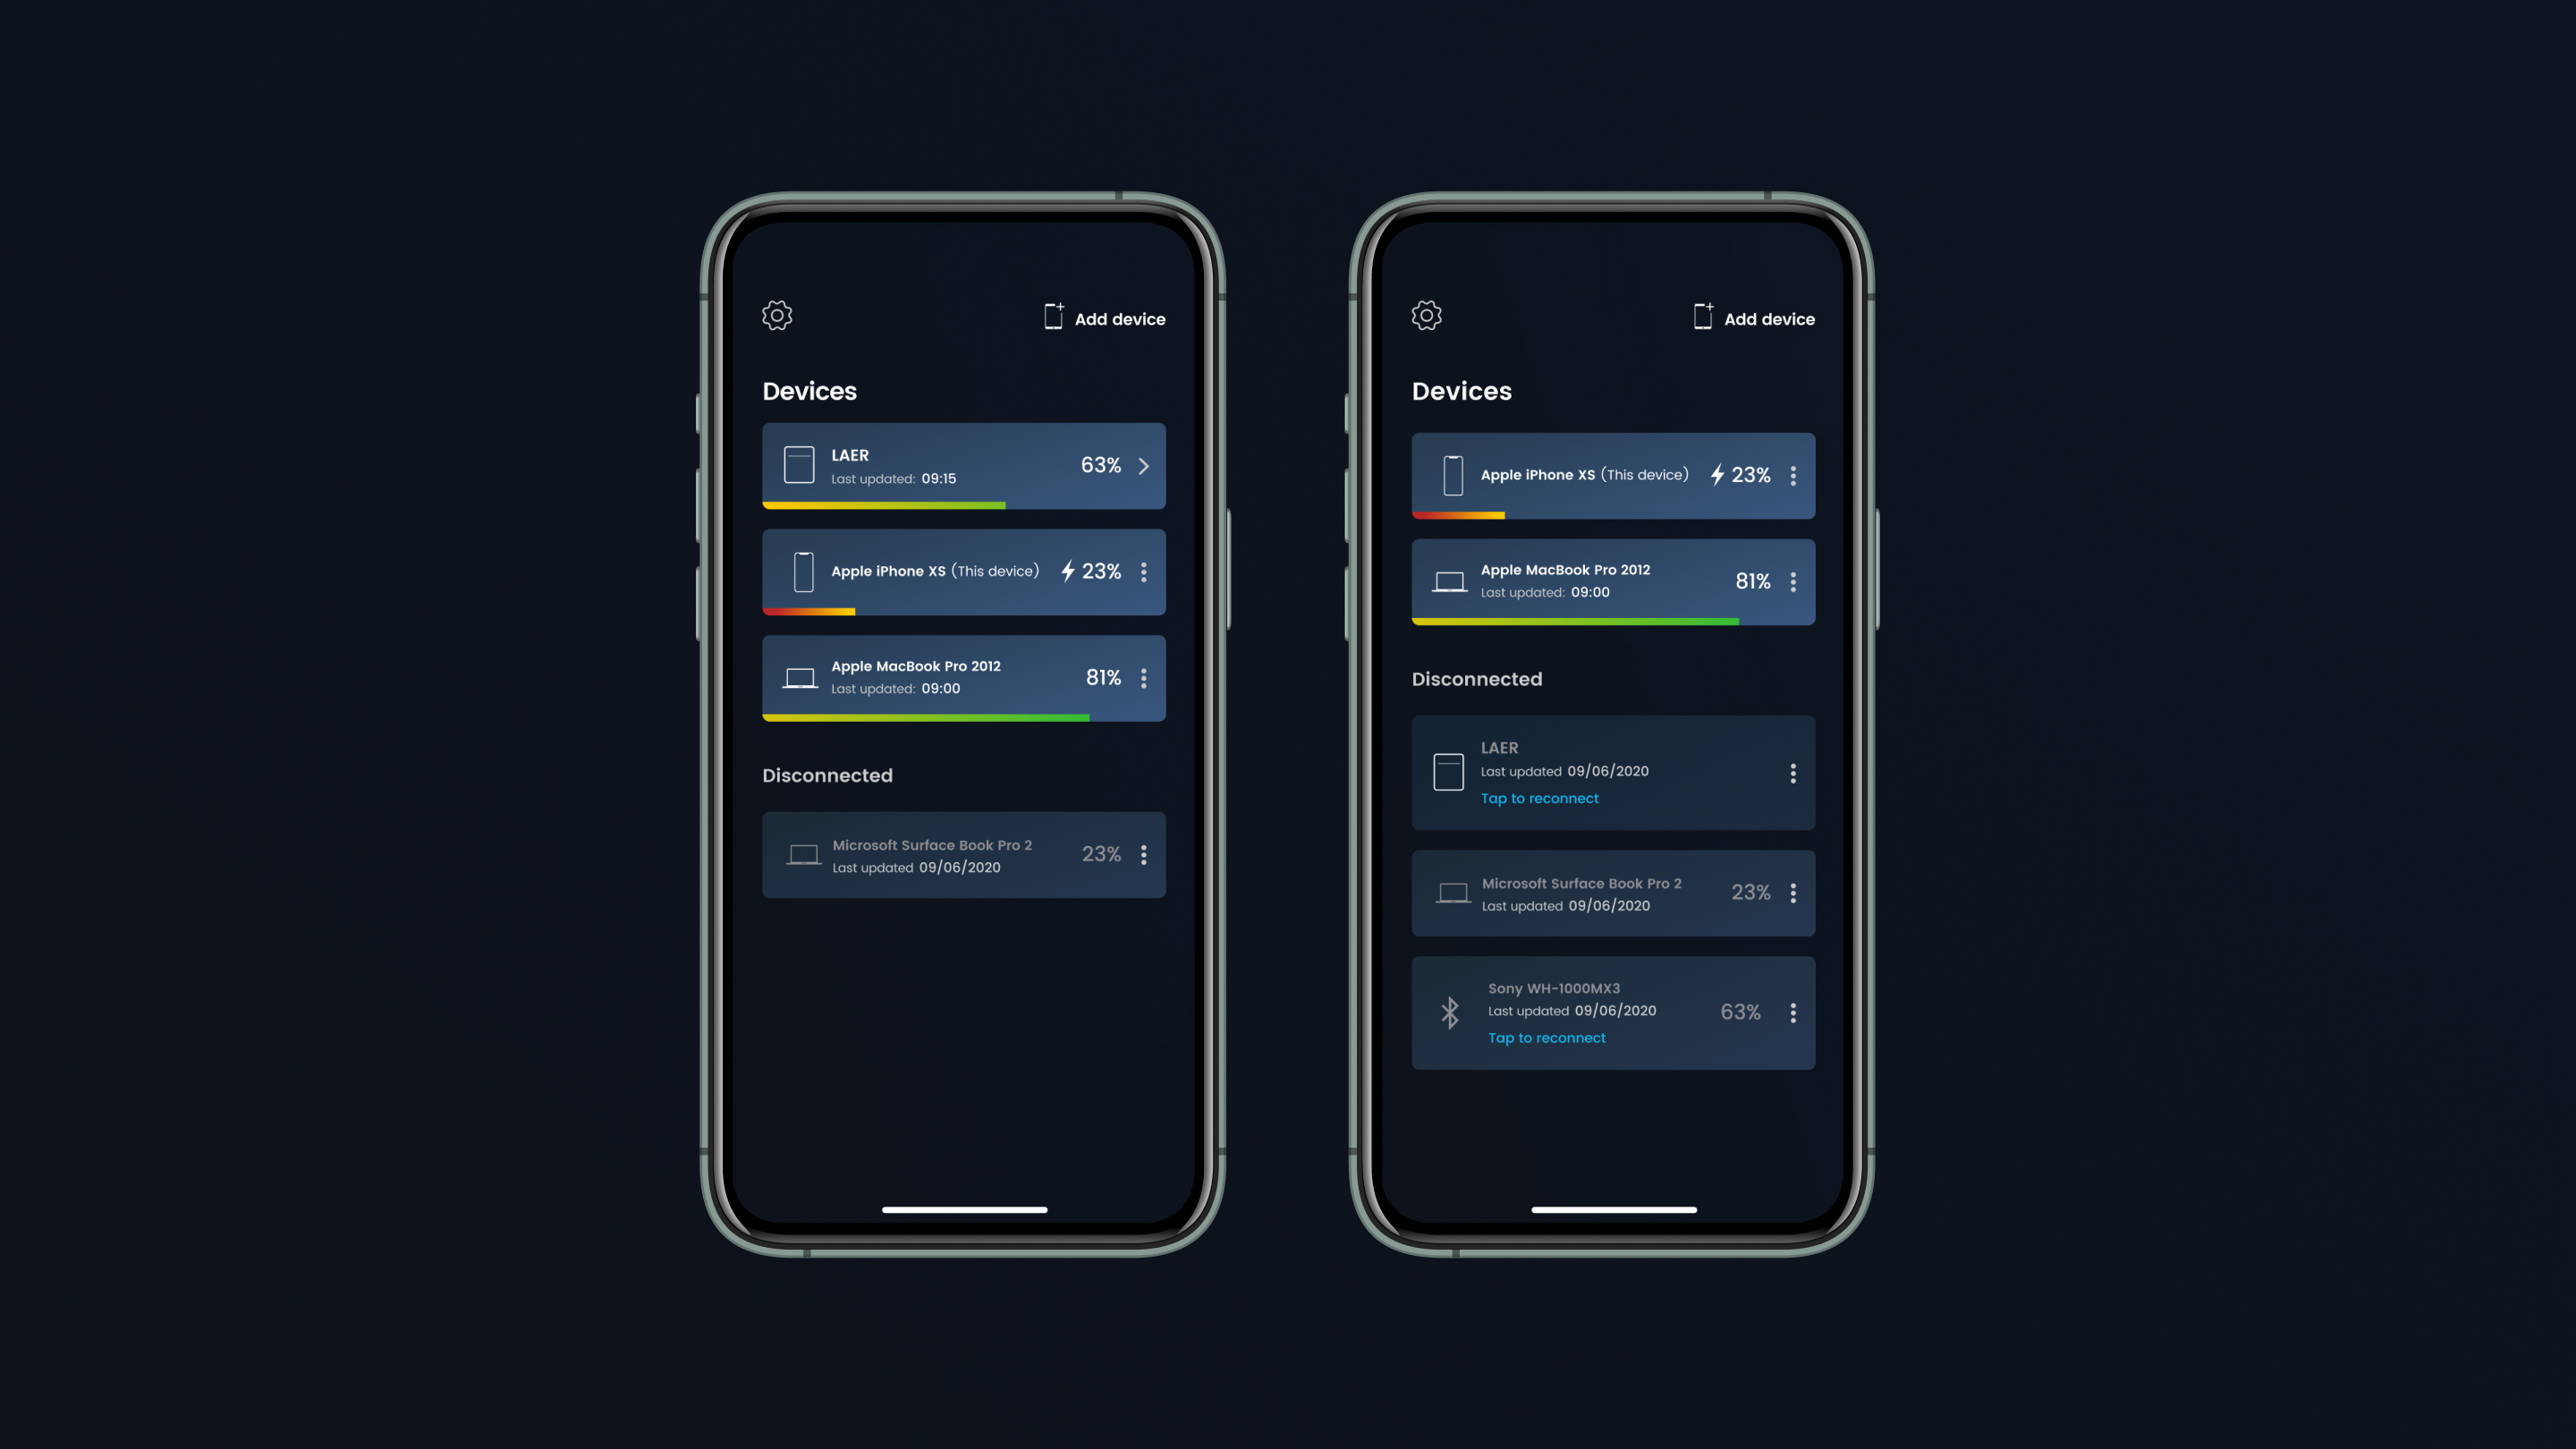 Add device
Devices
LAER
Last updated: 09:15
63%
Apple iPhone XS (This device)
23%
Apple MacBook Pro 2012
Last updated: 09:00
81%
Disconnected
Microsoft Surface Book Pro 2
Last updated 09/06/2020
23%
Add device
Devices
Apple iPhone XS (This device)
23%
Apple MacBook Pro 2012
Last updated: 09:00
81%
Disconnected
LAER
Last updated 09/06/2020
Tap to reconnect
Microsoft Surface Book Pro 2
Last updated 09/06/2020
23%
Sony WH-1000MX3
Last updated 09/06/2020
Tap to reconnect
63%